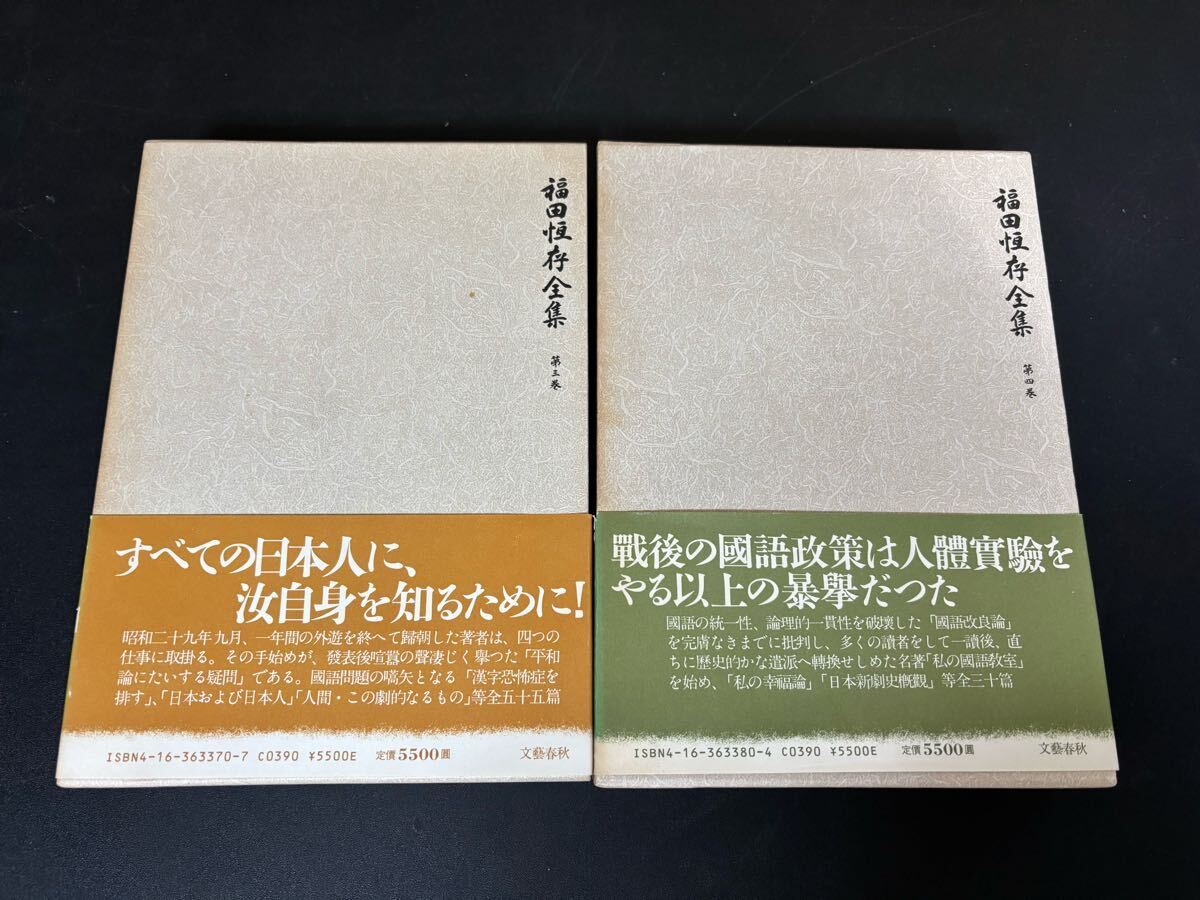 福田恆存全集
第三巻
すべての日本人に、
汝自身を知るために!
昭和二十九年九月、一年間の外遊を終へて歸朝した著者は、四つの
仕事に取掛る。その手始めが、發表後喧囂の聲凄じく擧つた「平和
論にたいする疑問」である。國語問題の嚆矢となる「漢字恐怖症を
排す」、「日本および日本人」「人間・この劇的なるもの」等全五十五篇
ISBN4-16-363370-7 C0390 ¥5500E 定價5500圓 文藝春秋
福田恆存全集
第四巻
戰後の國語政策は人體實驗を
やる以上の暴擧だつた
國語の統一性、論理的一貫性を破壊した「國語改良論」
を完膚なきまでに批判し、多くの讀者をして一讀後、直
ちに歷史的かな遣派へ轉換せしめた名著「私の國語教室」
を始め、「私の幸福論」「日本新劇史槪觀」等全三十篇
ISBN4-16-363380-4 C0390 ¥5500E 定價5500圓 文藝春秋